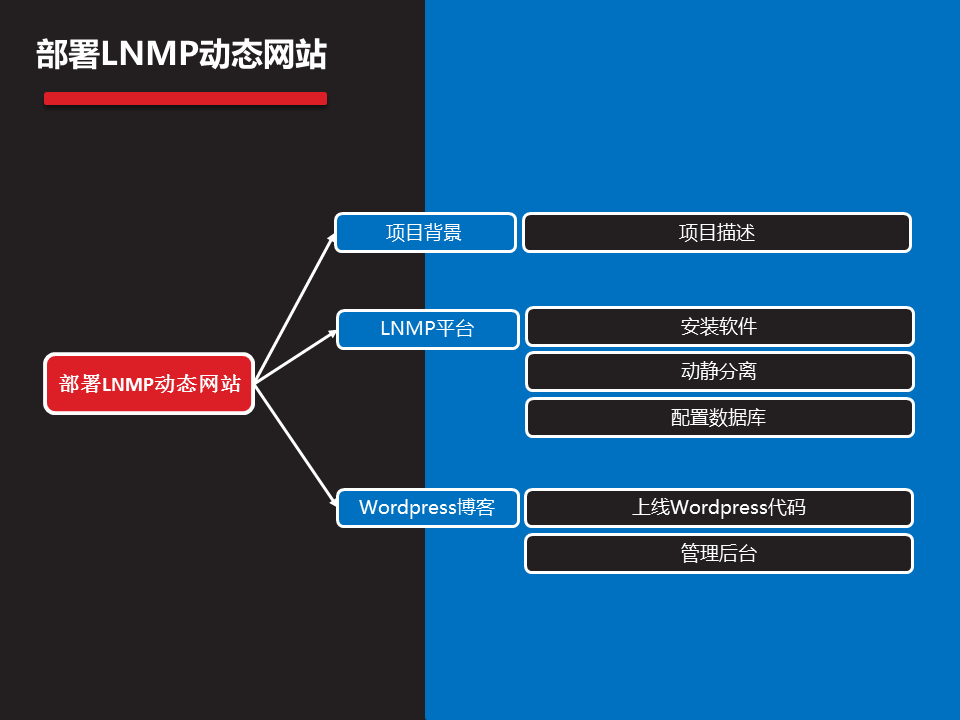 部署LNMP动态网站
项目背景
项目描述
LNMP平台
安装软件
动静分离
配置数据库
部署LNMP动态网站
Wordpress博客
上线Wordpress代码
管理后台